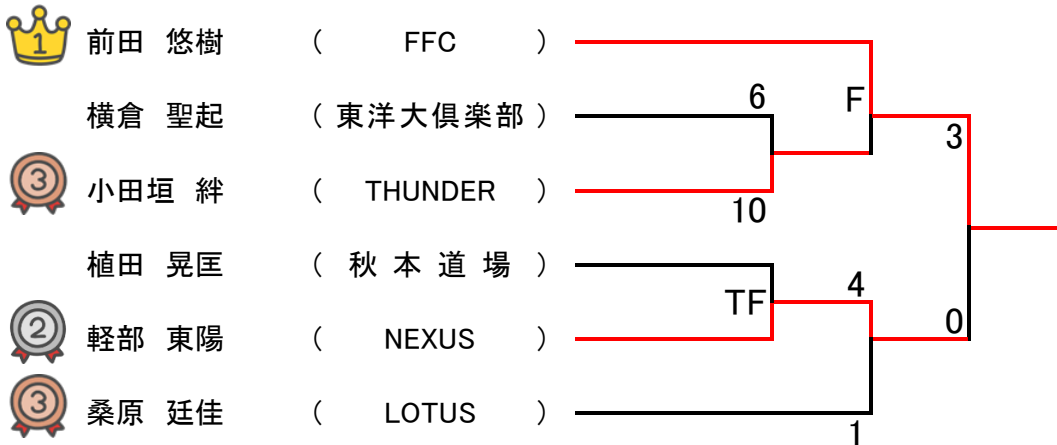 1 前田 悠樹 ( FFC )
6 F
横倉 聖起 ( 東洋大倶楽部 )
3
3 小田垣 絆 ( THUNDER )
10
植田 晃匡 ( 秋本道場 )
TF 4
2 軽部 東陽 ( NEXUS )
0
3 桑原 廷佳 ( LOTUS )
1